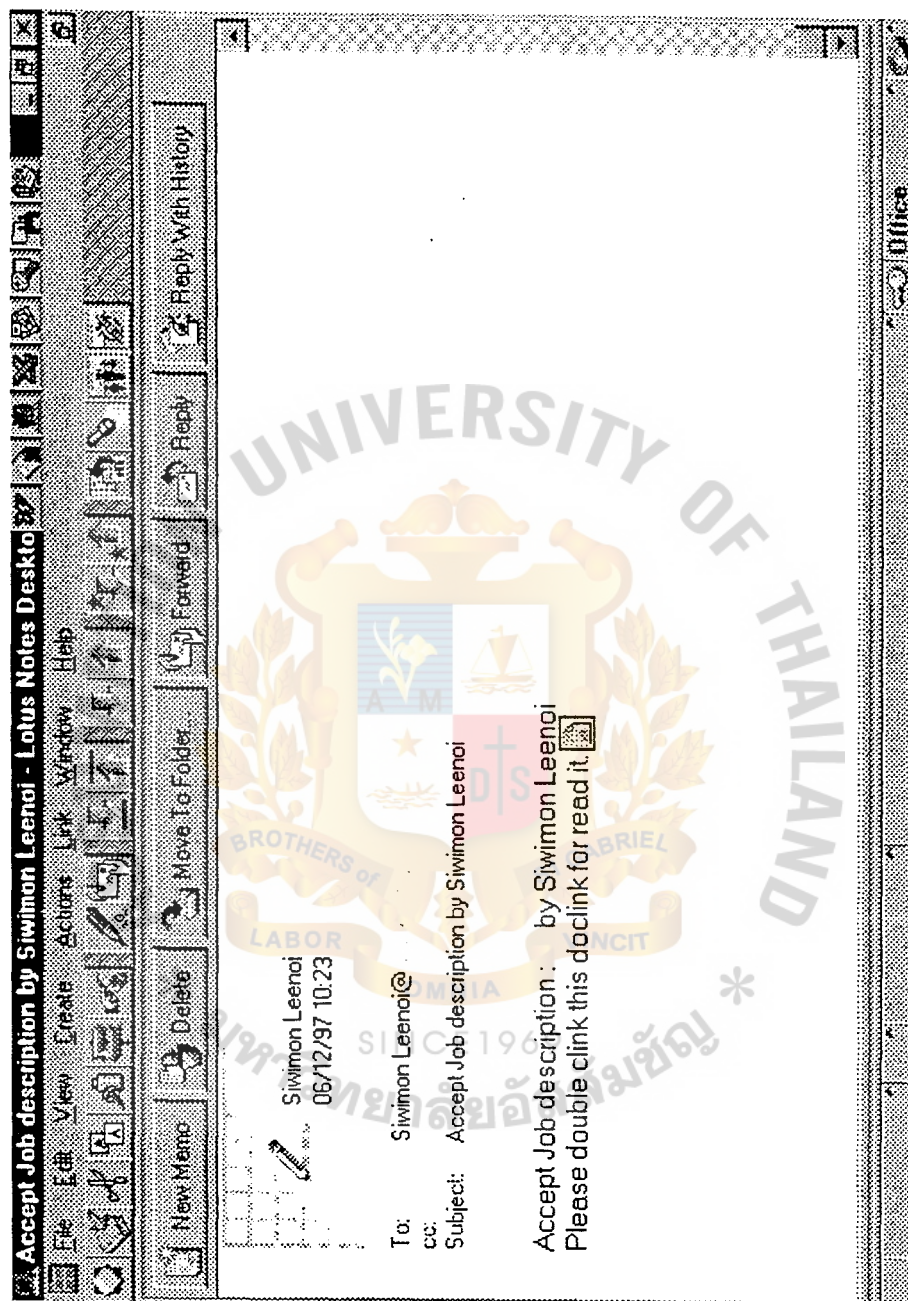 Accept Job description by Siwimon Leenoi - Lotus Notes Deskto
File Edit View Create Actions Link Window Help
New Memo Delete Move To Folder... Forward Reply Reply With History
Siwimon Leenoi
06/12/97 10:23
To: Siwimon Leenoi@
cc:
Subject: Accept Job description by Siwimon Leenoi
Accept Job description : by Siwimon Leenoi
Please double clink this doclink for read it.
Office
UNIVERSITY OF THAILAND
A M
D S
BROTHERS OF
GABRIEL
LABOR
VINCIT
OMNIA
SINCE 1969